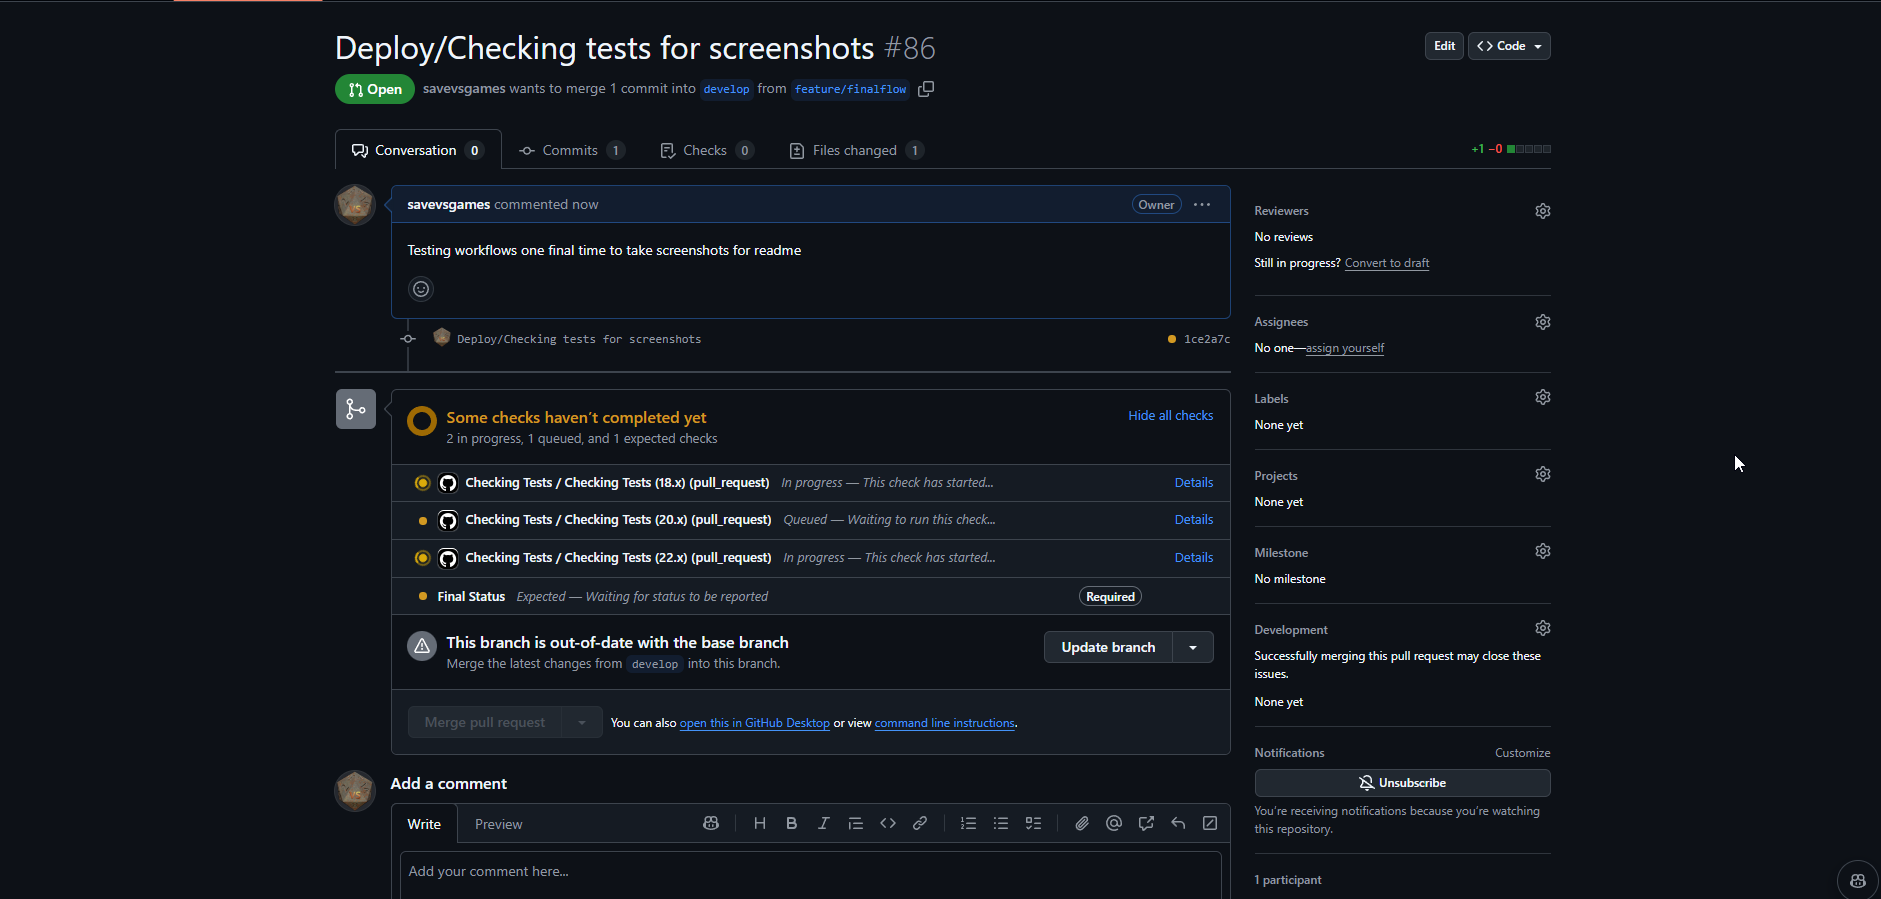 Deploy/Checking tests for screenshots #86
Edit
Code
Open
savevsgames wants to merge 1 commit into develop from feature/finalflow
Conversation 0
Commits 1
Checks 0
Files changed 1
+1 −0
savevsgames commented now
Owner
Testing workflows one final time to take screenshots for readme
Deploy/Checking tests for screenshots
1ce2a7c
Some checks haven’t completed yet
2 in progress, 1 queued, and 1 expected checks
Hide all checks
Checking Tests / Checking Tests (18.x) (pull_request) In progress — This check has started...
Details
Checking Tests / Checking Tests (20.x) (pull_request) Queued — Waiting to run this check...
Details
Checking Tests / Checking Tests (22.x) (pull_request) In progress — This check has started...
Details
Final Status Expected — Waiting for status to be reported
Required
This branch is out-of-date with the base branch
Merge the latest changes from develop into this branch.
Update branch
Merge pull request
You can also open this in GitHub Desktop or view command line instructions.
Add a comment
Write
Preview
Add your comment here...
Reviewers
No reviews
Still in progress? Convert to draft
Assignees
No one—assign yourself
Labels
None yet
Projects
None yet
Milestone
No milestone
Development
Successfully merging this pull request may close these
issues.
None yet
Notifications
Customize
Unsubscribe
You’re receiving notifications because you’re watching
this repository.
1 participant